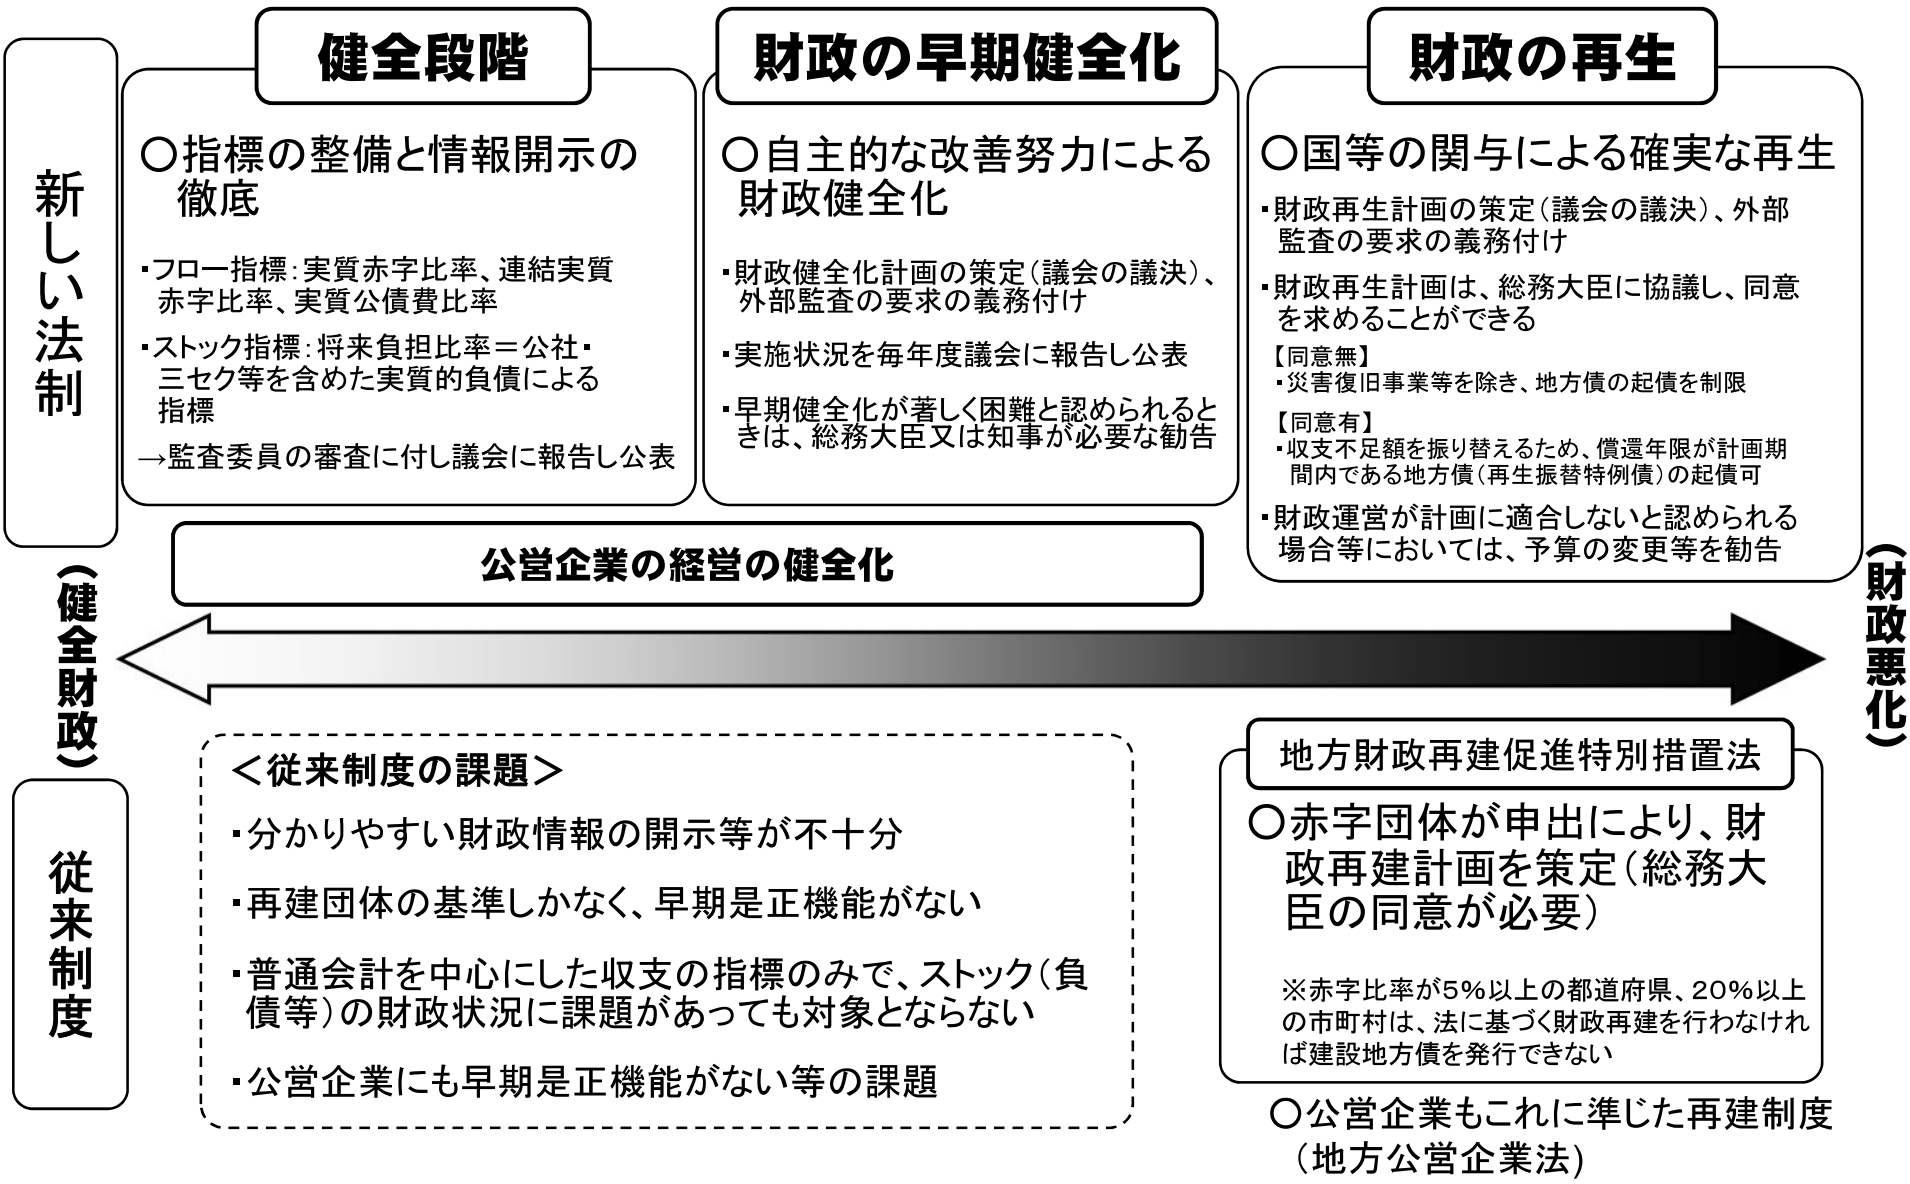 新しい法制
健全段階
〇指標の整備と情報開示の
徹底
・フロー指標：実質赤字比率、連結実質
赤字比率、実質公債費比率
・ストック指標：将来負担比率＝公社・
三セク等を含めた実質的負債による
指標
→監査委員の審査に付し議会に報告し公表
財政の早期健全化
〇自主的な改善努力による
財政健全化
・財政健全化計画の策定（議会の議決）、
外部監査の要求の義務付け
・実施状況を毎年度議会に報告し公表
・早期健全化が著しく困難と認められると
きは、総務大臣又は知事が必要な勧告
財政の再生
〇国等の関与による確実な再生
・財政再生計画の策定（議会の議決）、外部
監査の要求の義務付け
・財政再生計画は、総務大臣に協議し、同意
を求めることができる
【同意無】
・災害復旧事業等を除き、地方債の起債を制限
【同意有】
・収支不足額を振り替えるため、償還年限が計画期
間内である地方債（再生振替特例債）の起債可
・財政運営が計画に適合しないと認められる
場合等においては、予算の変更等を勧告
公営企業の経営の健全化
（健全財政）
（財政悪化）
従来制度
＜従来制度の課題＞
・分かりやすい財政情報の開示等が不十分
・再建団体の基準しかなく、早期是正機能がない
・普通会計を中心にした収支の指標のみで、ストック（負
債等）の財政状況に課題があっても対象とならない
・公営企業にも早期是正機能がない等の課題
地方財政再建促進特別措置法
〇赤字団体が申出により、財
政再建計画を策定（総務大
臣の同意が必要）
※赤字比率が5%以上の都道府県、20%以上
の市町村は、法に基づく財政再建を行わなけれ
ば建設地方債を発行できない
〇公営企業もこれに準じた再建制度
（地方公営企業法）